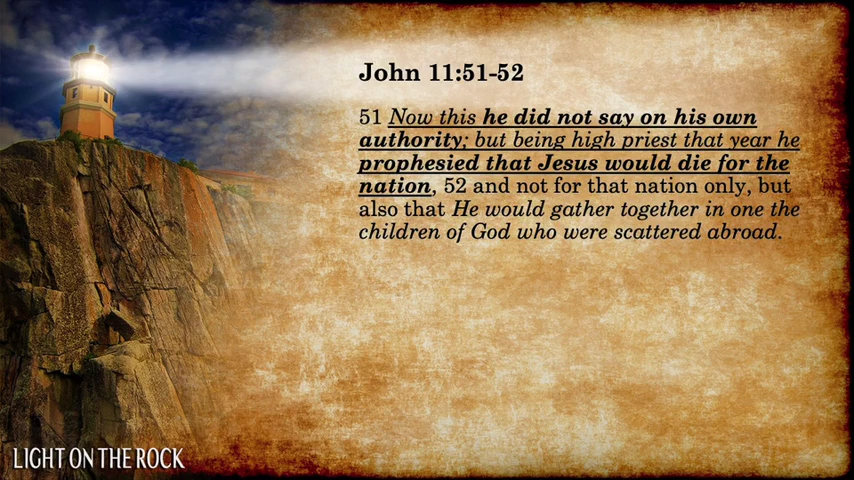 John 11:51-52
51 Now this he did not say on his own
authority; but being high priest that year he
prophesied that Jesus would die for the
nation, 52 and not for that nation only, but
also that He would gather together in one the
children of God who were scattered abroad.
LIGHT ON THE ROCK